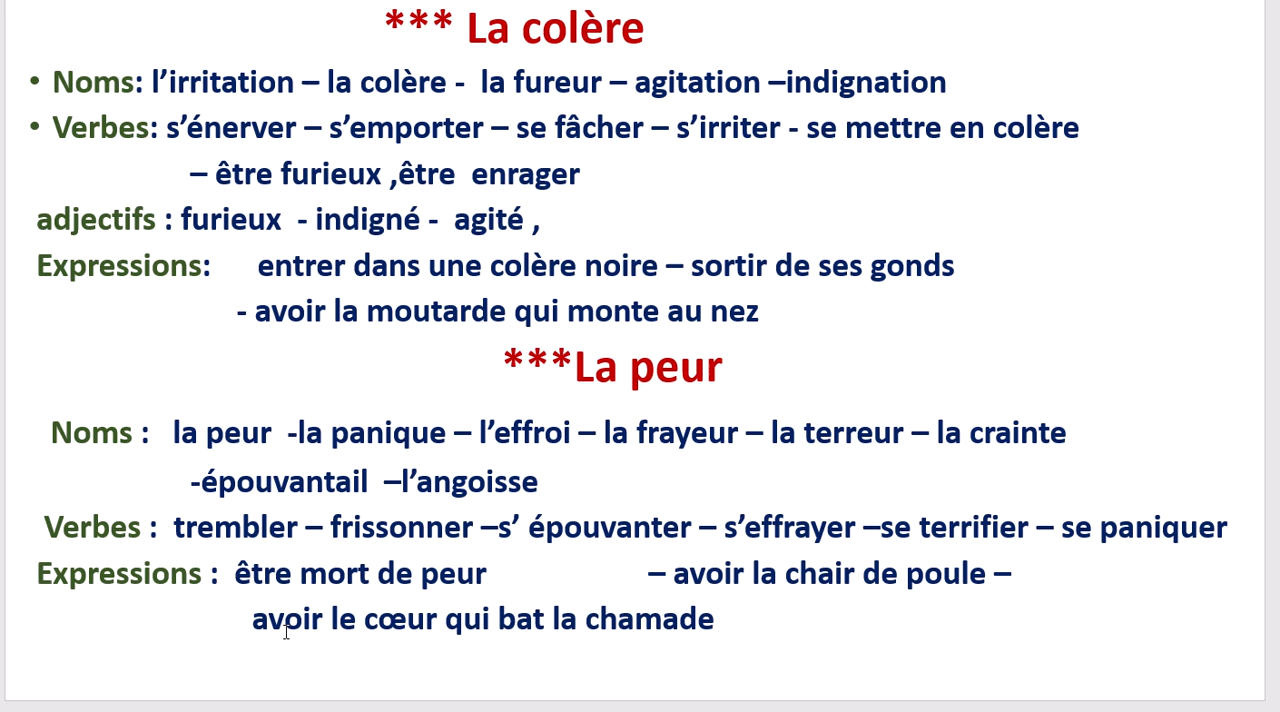 *** La colère
• Noms: l’irritation – la colère - la fureur – agitation –indignation
• Verbes: s’énerver – s’emporter – se fâcher – s’irriter - se mettre en colère
– être furieux ,être enrager
adjectifs : furieux - indigné - agité ,
Expressions: entrer dans une colère noire – sortir de ses gonds
- avoir la moutarde qui monte au nez
***La peur
Noms : la peur -la panique – l’effroi – la frayeur – la terreur – la crainte
-épouvantail –l’angoisse
Verbes : trembler – frissonner –s’ épouvanter – s’effrayer –se terrifier – se paniquer
Expressions : être mort de peur – avoir la chair de poule –
avoir le cœur qui bat la chamade